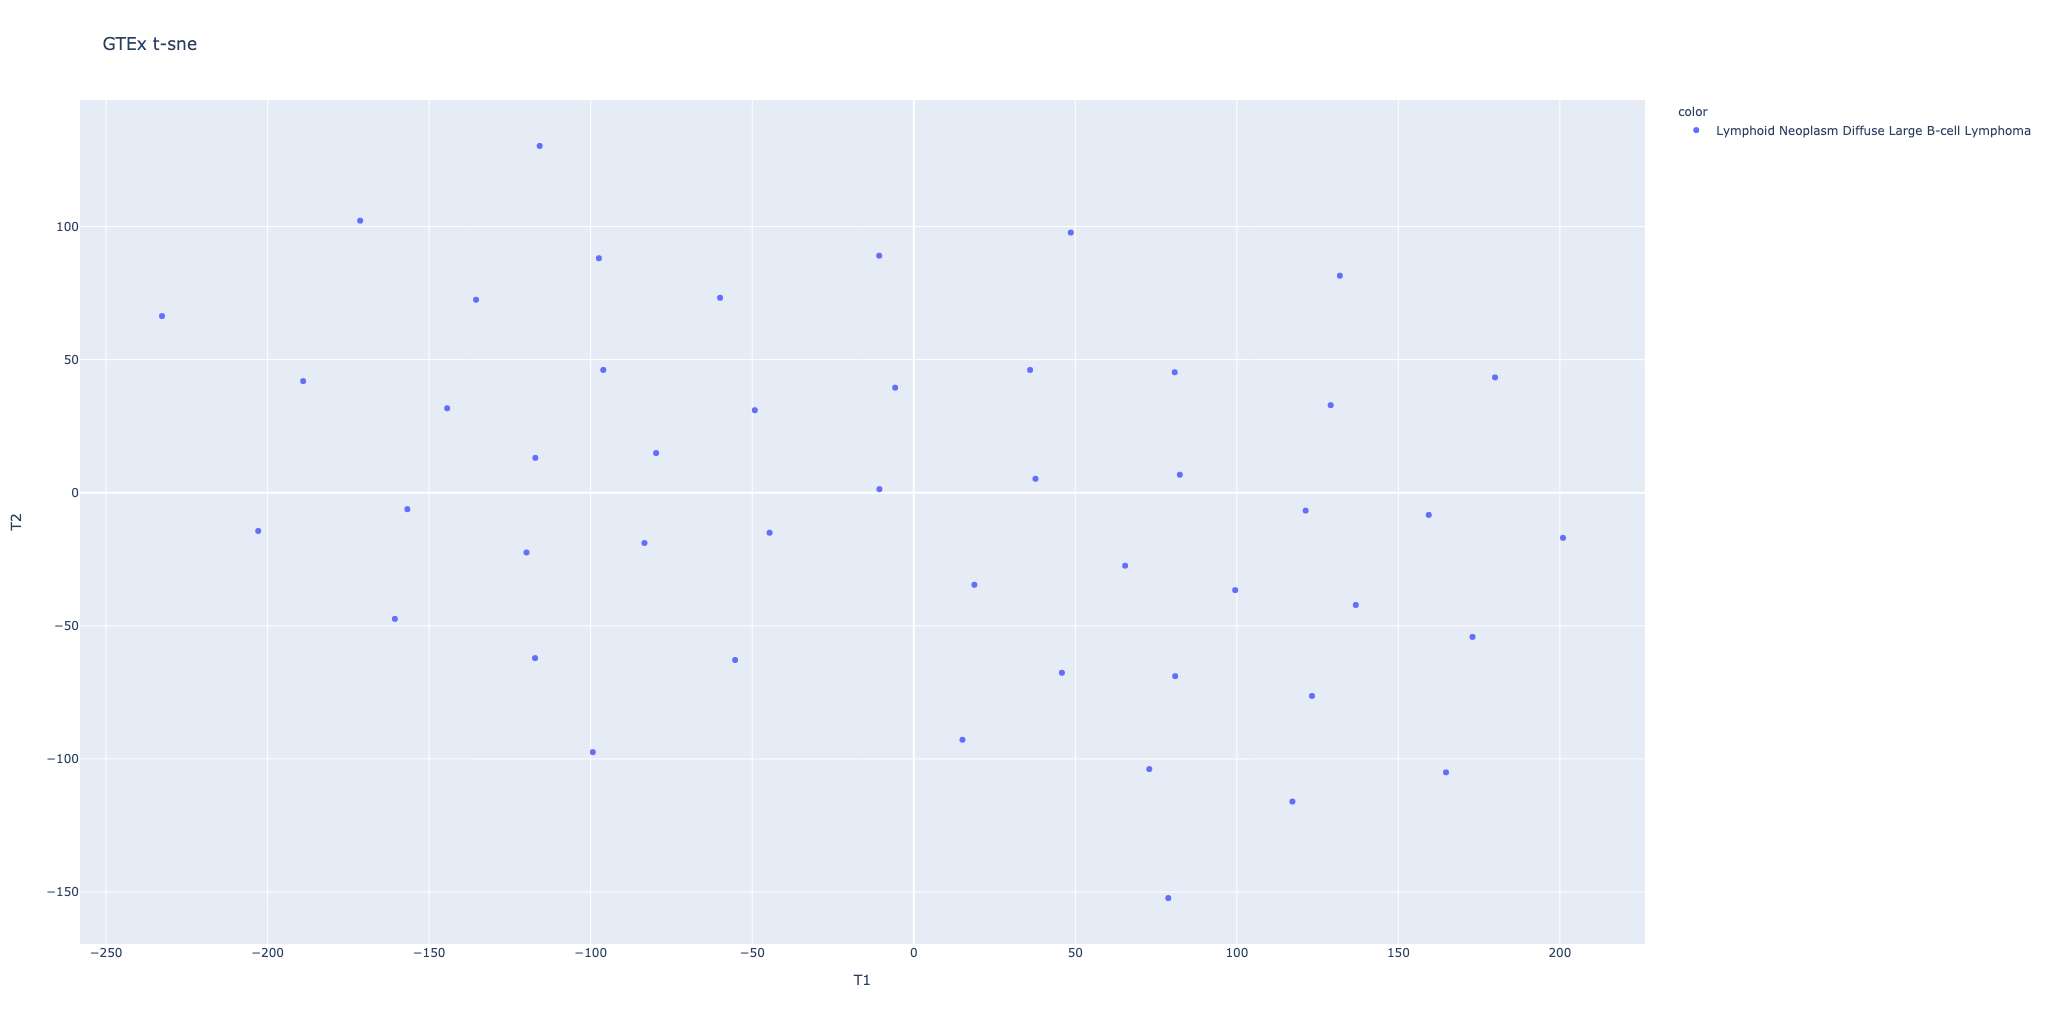 GTEx t-sne
color
Lymphoid Neoplasm Diffuse Large B-cell Lymphoma
100
50
0
−50
−100
−150
T2
−250 −200 −150 −100 −50 0 50 100 150 200
T1